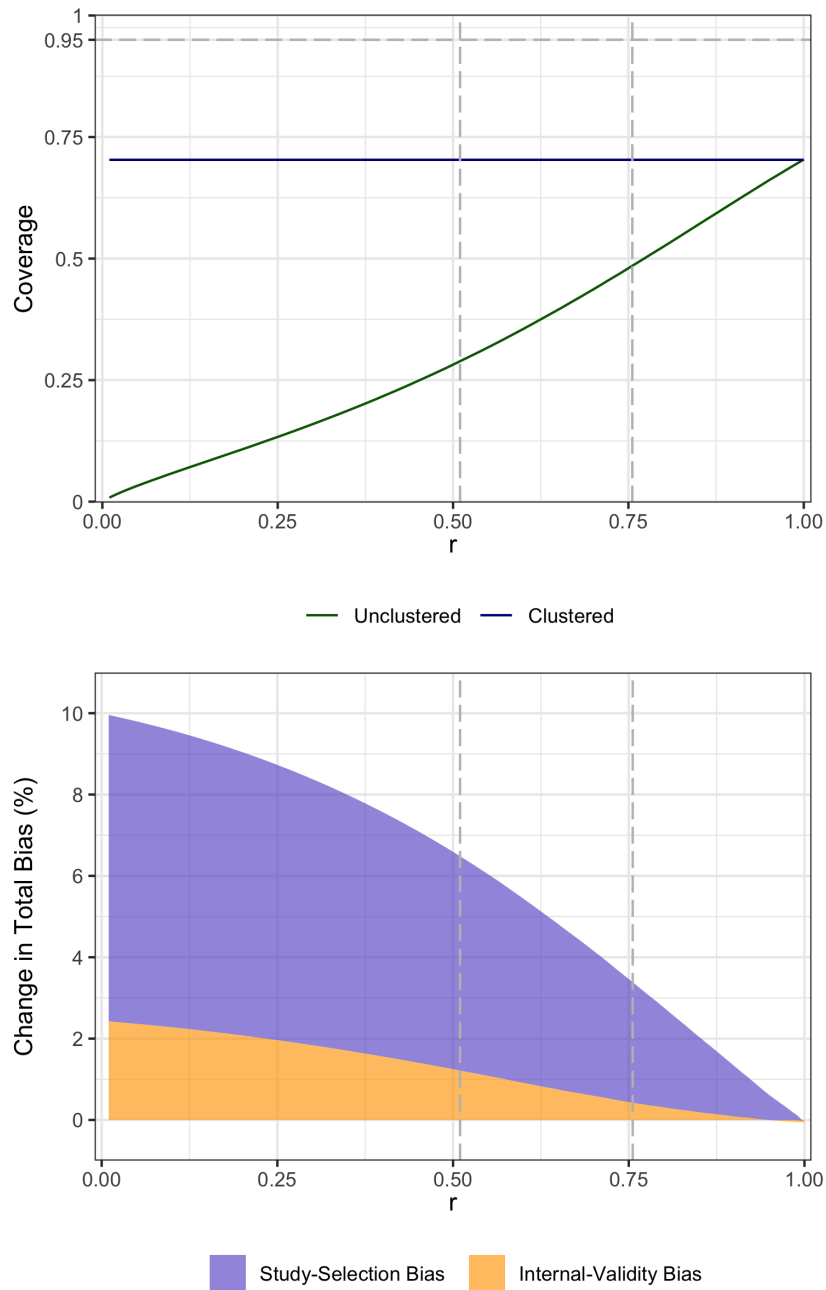 1
0.95
0.75
0.5
0.25
0
Coverage
0.00 0.25 0.50 0.75 1.00
r
Unclustered Clustered
10
8
6
4
2
0
Change in Total Bias (%)
0.00 0.25 0.50 0.75 1.00
r
Study-Selection Bias Internal-Validity Bias